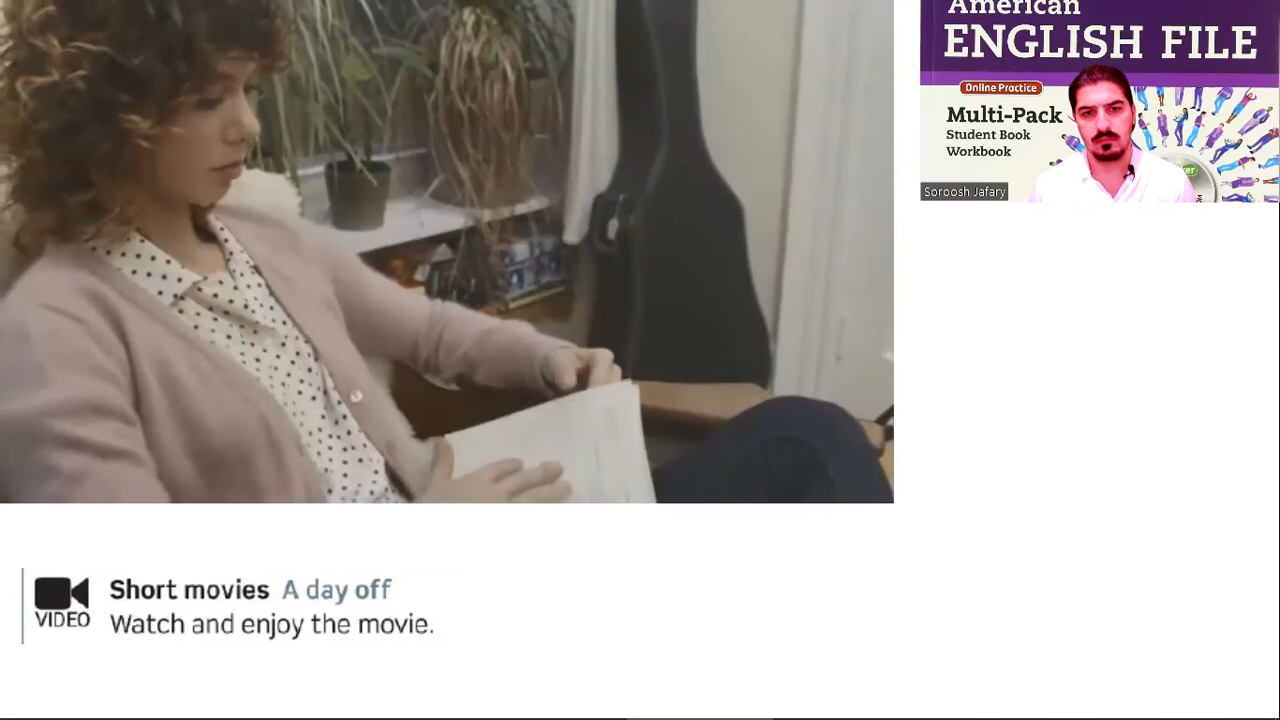 American
ENGLISH FILE
Online Practice
Multi-Pack
Student Book
Workbook
Soroosh Jafary
Short movies A day off
VIDEO
Watch and enjoy the movie.